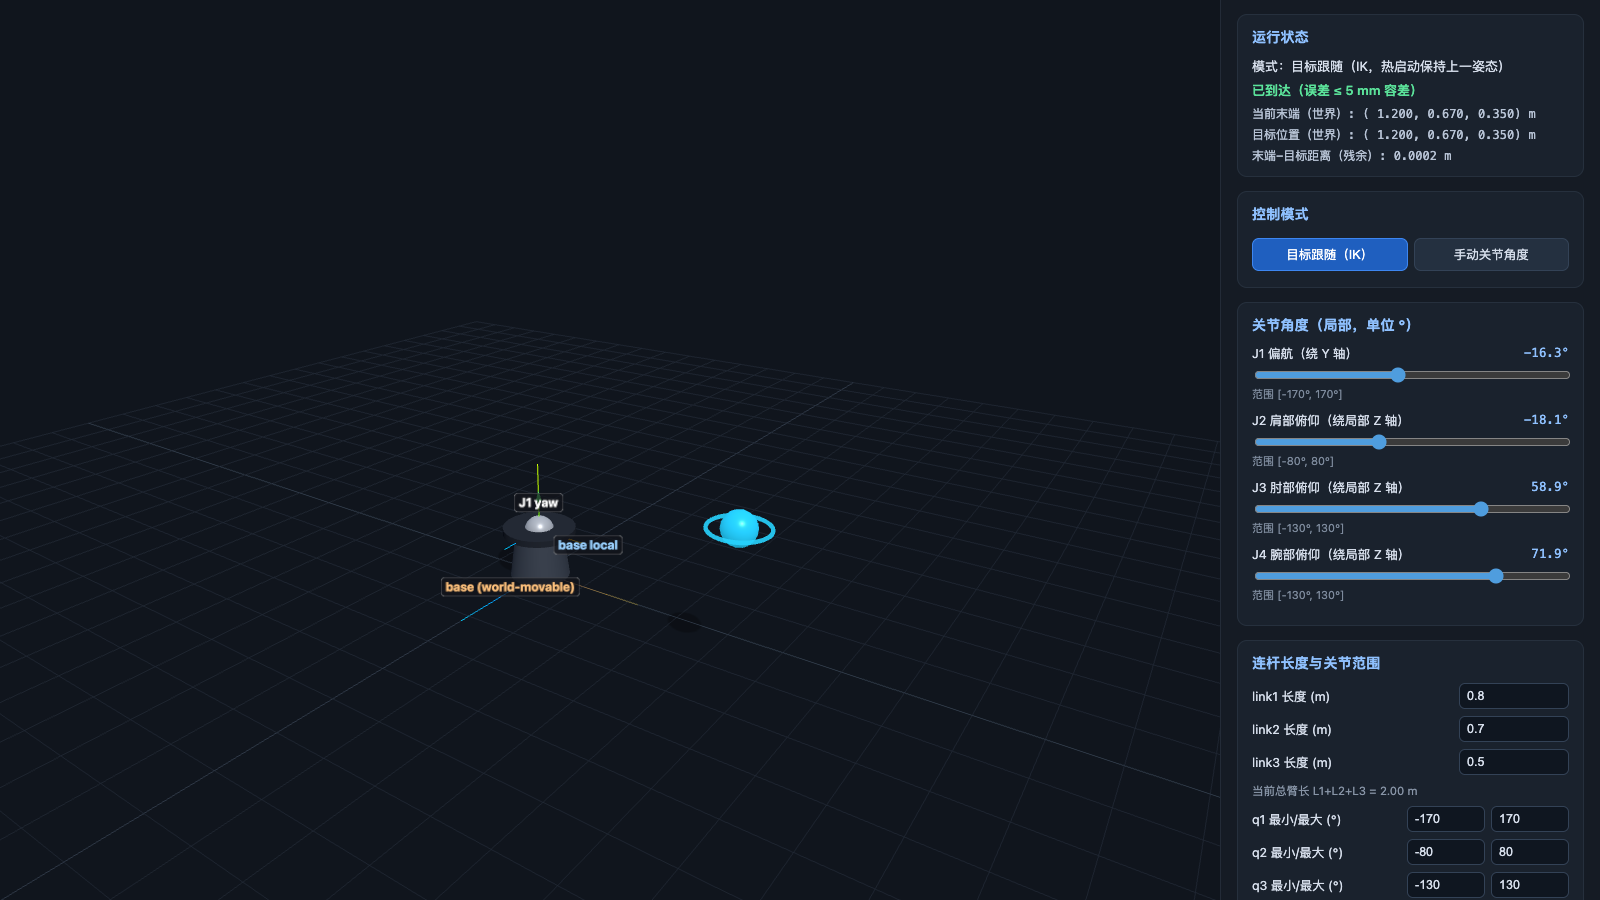 J1 yaw
base local
base (world-movable)
运行状态
模式：目标跟随（IK，热启动保持上一姿态）
已到达（误差 ≤ 5 mm 容差）
当前末端（世界）: ( 1.200, 0.670, 0.350) m
目标位置（世界）: ( 1.200, 0.670, 0.350) m
末端-目标距离（残余）: 0.0002 m
控制模式
目标跟随（IK）
手动关节角度
关节角度（局部，单位 °）
J1 偏航（绕 Y 轴） -16.3°
范围 [-170°, 170°]
J2 肩部俯仰（绕局部 Z 轴） -18.1°
范围 [-80°, 80°]
J3 肘部俯仰（绕局部 Z 轴） 58.9°
范围 [-130°, 130°]
J4 腕部俯仰（绕局部 Z 轴） 71.9°
范围 [-130°, 130°]
连杆长度与关节范围
link1 长度 (m) 0.8
link2 长度 (m) 0.7
link3 长度 (m) 0.5
当前总臂长 L1+L2+L3 = 2.00 m
q1 最小/最大 (°) -170 170
q2 最小/最大 (°) -80 80
q3 最小/最大 (°) -130 130